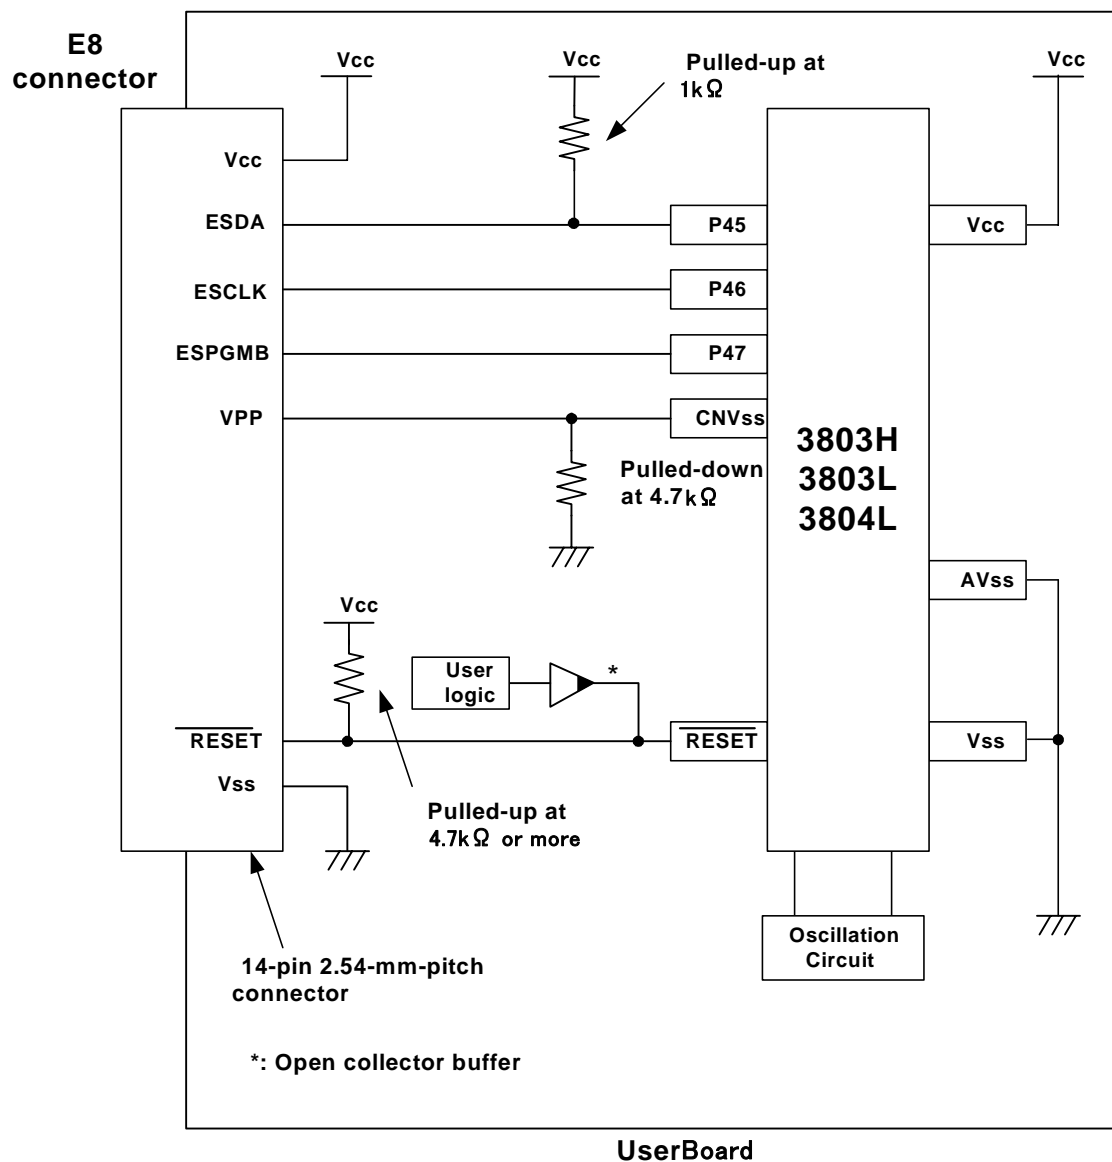 E8
connector
Vcc
Vcc
Pulled-up at
1kΩ
Vcc
Vcc
ESDA
P45
Vcc
ESCLK
P46
ESPGMB
P47
VPP
CNVss
3803H
3803L
3804L
Pulled-down
at 4.7kΩ
AVss
Vcc
User
logic
*
RESET
RESET
Vss
Vss
Pulled-up at
4.7kΩ or more
Oscillation
Circuit
14-pin 2.54-mm-pitch
connector
*: Open collector buffer
UserBoard